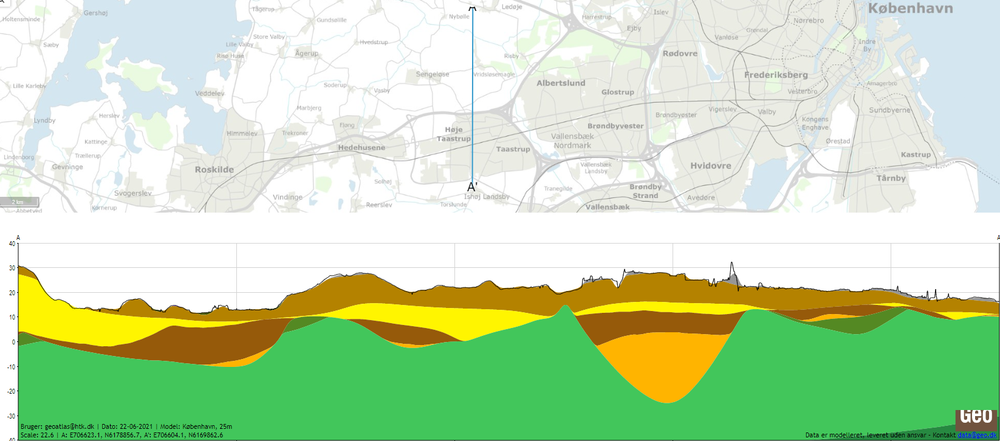 Gershøj
Tågerup
Ledøje
København
Holtensminde
Gundsølille
Nybølle
Harrestrup
Islev
Nørrebro
Ejby
Grøndal
Store Valby
Lille Valby
Hvedstrup
Vanløse
Sæby
Indre
By
Risø Huse
Ågerup
Risby
Rødovre
Sengeløse
Vridsløsemagle
Frederiksberg
Lille Karleby
Soderup
Albertslund
Amagerbro
Veddelev
Vasby
Glostrup
Vesterbro
Marbjerg
Vigerslev
Valby
Sundbyerne
Herslev
Brøndbyøster
Lyndby
Fløng
Brøndbyvester
Kongens
Enghave
Himmelev
Trekroner
Høje
Taastrup
Vallensbæk
Nordmark
Kattinge
Hedehusene
Taastrup
Ørestad
Lindenborg
Trællerup
Kastrup
Gevninge
Roskilde
Vallensbæk
Landsby
Hvidovre
Solhøj
Tårnby
A'
Brøndby
Strand
Svogerslev
Vindinge
Ishøj Landsby
Tranegilde
Avedøre
2 km
Kornerup
Reerslev
Torslunde
Vallensbæk
Abbetved
A
A
40
30
20
10
0
-10
-20
-30
Geo
Bruger: geoatlas@htk.dk | Dato: 22-06-2021 | Model: København, 25m
Scale: 22.6 | A: E706623.1, N6178856.7, A': E706604.1, N6169862.6
Data er modelleret, leveret uden ansvar - Kontakt data@geo.dk